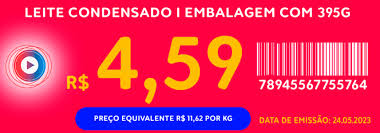 LEITE CONDENSADO I EMBALAGEM COM 395G
R$ 4,59
78945567755764
PREÇO EQUIVALENTE R$ 11,62 POR KG
DATA DE EMISSÃO: 24.05.2023